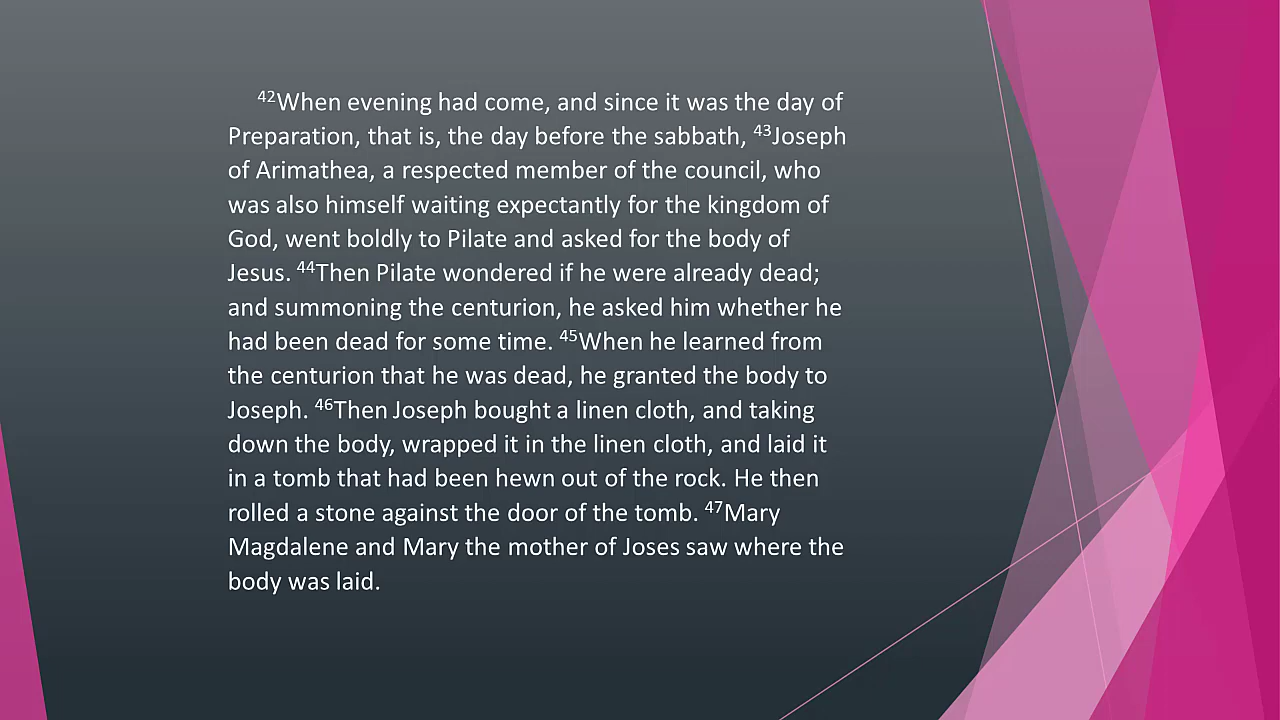 ⁴²When evening had come, and since it was the day of
Preparation, that is, the day before the sabbath, ⁴³Joseph
of Arimathea, a respected member of the council, who
was also himself waiting expectantly for the kingdom of
God, went boldly to Pilate and asked for the body of
Jesus. ⁴⁴Then Pilate wondered if he were already dead;
and summoning the centurion, he asked him whether he
had been dead for some time. ⁴⁵When he learned from
the centurion that he was dead, he granted the body to
Joseph. ⁴⁶Then Joseph bought a linen cloth, and taking
down the body, wrapped it in the linen cloth, and laid it
in a tomb that had been hewn out of the rock. He then
rolled a stone against the door of the tomb. ⁴⁷Mary
Magdalene and Mary the mother of Joses saw where the
body was laid.